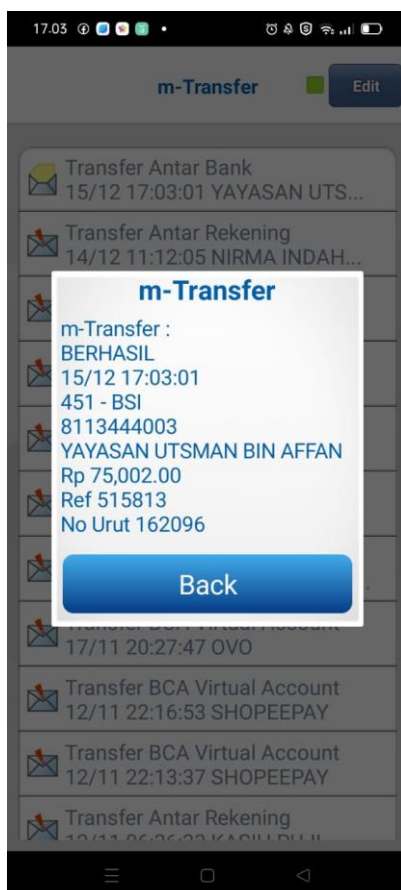 17.03
m-Transfer
Edit
Transfer Antar Bank
15/12 17:03:01 YAYASAN UTS...
Transfer Antar Rekening
14/12 11:12:05 NIRMA INDAH...
m-Transfer
m-Transfer :
BERHASIL
15/12 17:03:01
451 - BSI
8113444003
YAYASAN UTSMAN BIN AFFAN
Rp 75,002.00
Ref 515813
No Urut 162096
Back
Transfer BCA Virtual Account
17/11 20:27:47 OVO
Transfer BCA Virtual Account
12/11 22:16:53 SHOPEEPAY
Transfer BCA Virtual Account
12/11 22:13:37 SHOPEEPAY
Transfer Antar Rekening